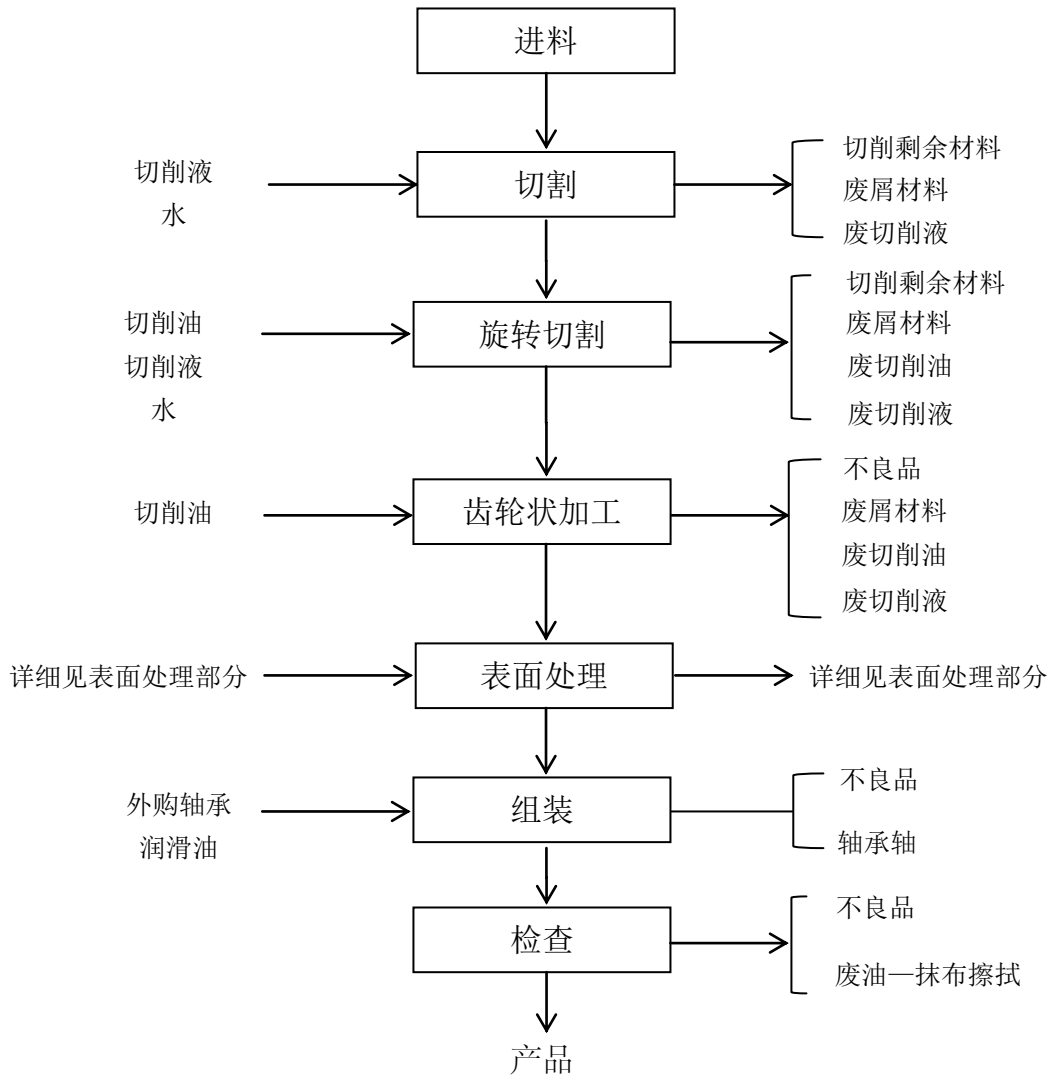 进料
切削液
水
切割
切削剩余材料
废屑材料
废切削液
切削油
切削液
水
旋转切割
切削剩余材料
废屑材料
废切削油
废切削液
切削油
齿轮状加工
不良品
废屑材料
废切削油
废切削液
详细见表面处理部分
表面处理
详细见表面处理部分
外购轴承
润滑油
组装
不良品
轴承轴
检查
不良品
废油—抹布擦拭
产品